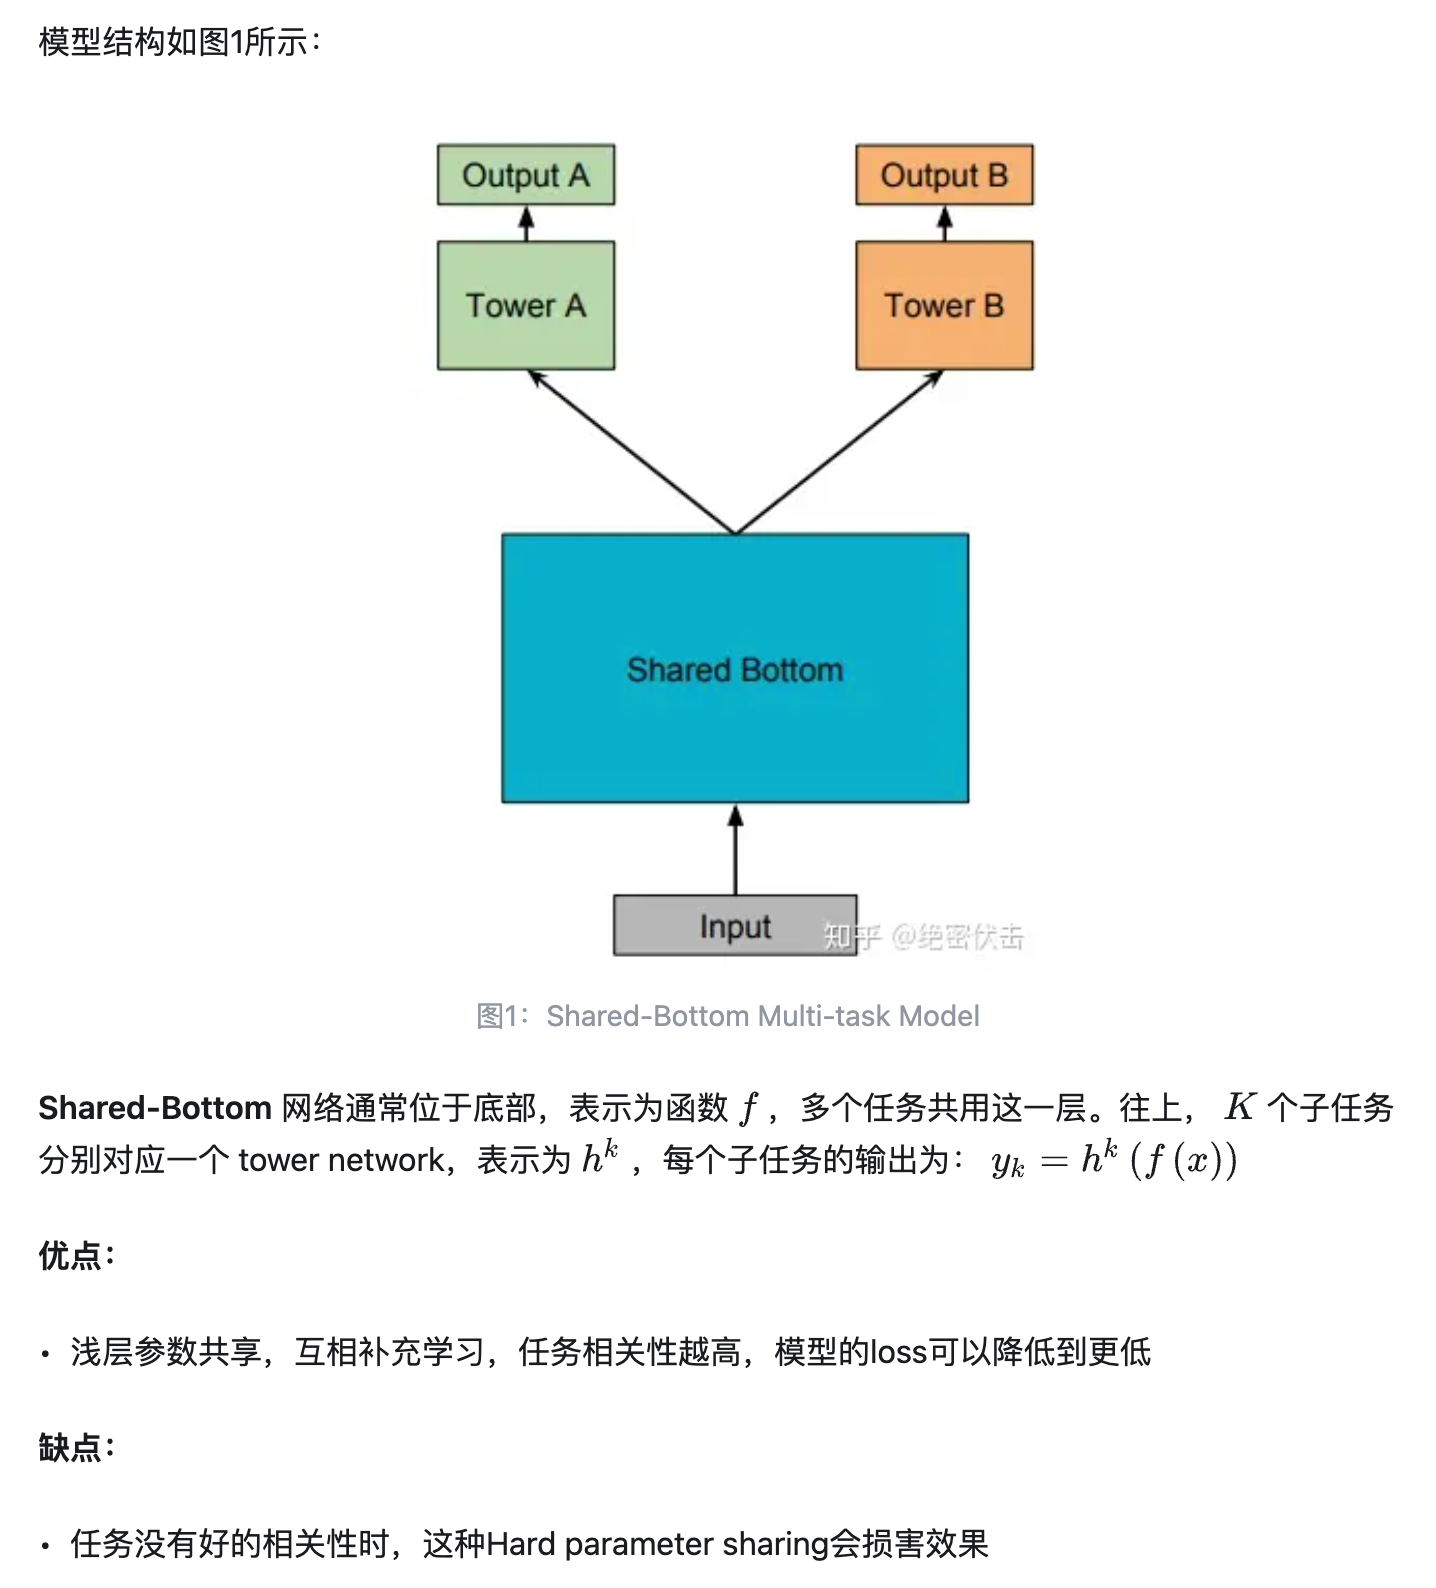 模型结构如图1所示：
Output A
Output B
Tower A
Tower B
Shared Bottom
Input
知乎 @绝密伏击
图1：Shared-Bottom Multi-task Model
Shared-Bottom 网络通常位于底部，表示为函数 f ，多个任务共用这一层。往上， K 个子任务
分别对应一个 tower network，表示为 h^k ，每个子任务的输出为： y_k = h^k (f (x))
优点：
• 浅层参数共享，互相补充学习，任务相关性越高，模型的loss可以降低到更低
缺点：
• 任务没有好的相关性时，这种Hard parameter sharing会损害效果